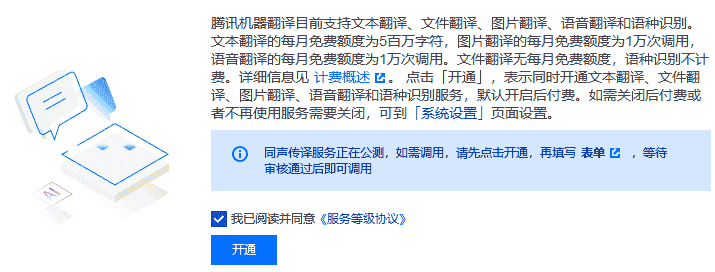 腾讯机器翻译目前支持文本翻译、文件翻译、图片翻译、语音翻译和语种识别。
文本翻译的每月免费额度为5百万字符，图片翻译的每月免费额度为1万次调用，
语音翻译的每月免费额度为1万次调用。文件翻译无每月免费额度，语种识别不计
费。详细信息见 计费概述 。 点击「开通」，表示同时开通文本翻译、文件翻
译、图片翻译、语音翻译和语种识别服务，默认开启后付费。如需关闭后付费或
者不再使用服务需要关闭，可到「系统设置」页面设置。
同声传译服务正在公测，如需调用，请先点击开通，再填写 表单 ，等待
审核通过后即可调用
我已阅读并同意《服务等级协议》
开通
AI